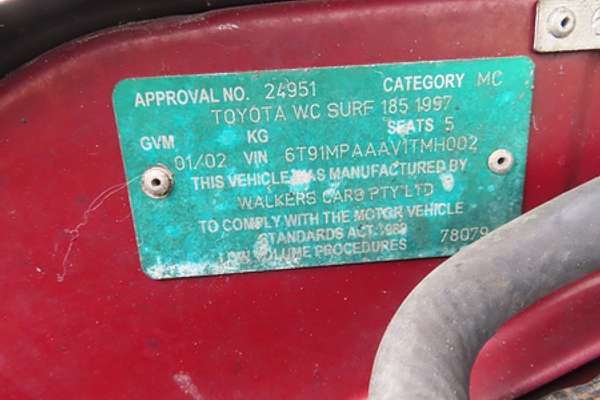 APPROVAL NO. 24951 CATEGORY MC
TOYOTA WC SURF 185 1997
GVM KG SEATS 5
01/02 VIN 6T91MPAAAV1TMH002
THIS VEHICLE WAS MANUFACTURED BY
WALKERS CARS PTY LTD
TO COMPLY WITH THE MOTOR VEHICLE
STANDARDS ACT 1989
LOW VOLUME PROCEDURES 78079